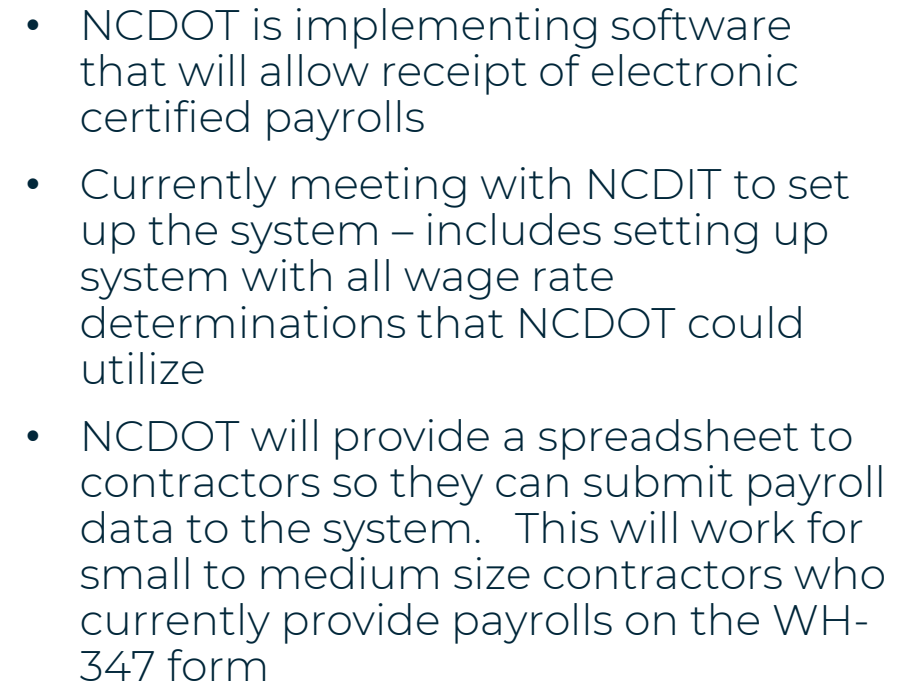 • NCDOT is implementing software
that will allow receipt of electronic
certified payrolls
• Currently meeting with NCDIT to set
up the system – includes setting up
system with all wage rate
determinations that NCDOT could
utilize
• NCDOT will provide a spreadsheet to
contractors so they can submit payroll
data to the system.   This will work for
small to medium size contractors who
currently provide payrolls on the WH-
347 form